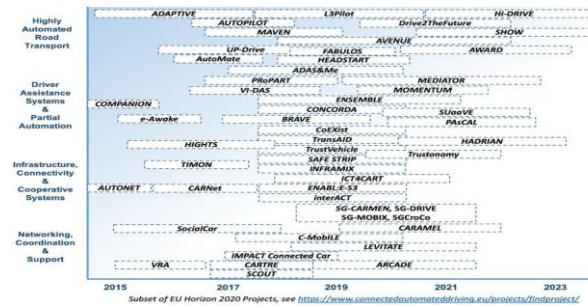 Highly
Automated
Road
Transport
ADAPTIVE L3Pilot Hi-DRIVE
AUTOPILOT Drive2TheFuture
MAVEN SHOW
AVENUE
UP-Drive FABULOS AWARD
AutoMate HEADSTART
Driver
Assistance
Systems
&
Partial
Automation
ADAS&Me
PRoPART MEDIATOR
VI-DAS MOMENTUM
COMPANION ENSEMBLE
CONCORDA SUaaVE
e-Awake BRAVE PAsCAL
CoEXist
HIGHTS TransAID HADRIAN
TrustVehicle
Infrastructure,
Connectivity
&
Cooperative
Systems
SAFE STRIP Trustonomy
TIMON INFRAMIX
ICT4CART
AUTONET CARNet ENABL:E-S3
interACT
Networking,
Coordination
&
Support
5G-CARMEN, 5G-DRIVE
5G-MOBIX, 5GCroCo
SocialCar CARAMEL
C-MobILE
LEVITATE
IMPACT Connected Car
VRA CARTRE ARCADE
SCOUT
2015 2016 2017 2018 2019 2020 2021 2022 2023
Subset of EU Horizon 2020 Projects, see https://www.connectedautomateddriving.eu/projects/findproject/